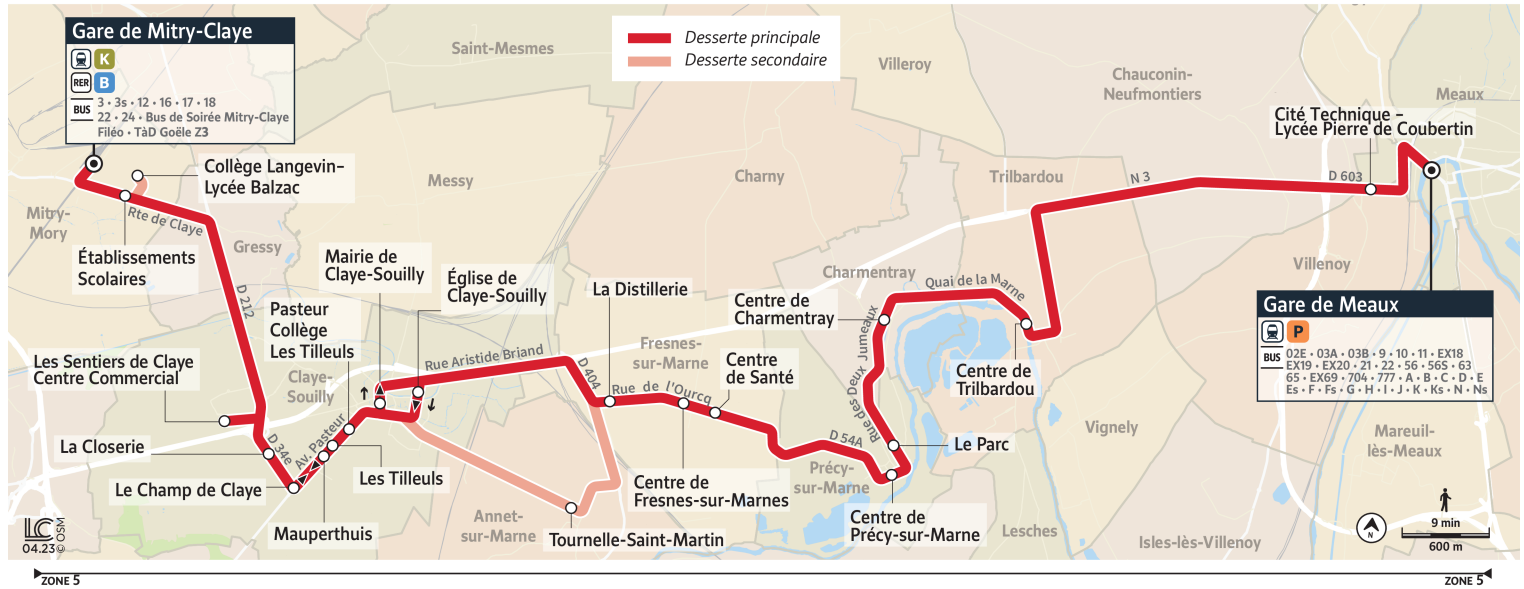 Gare de Mitry-Claye
K
RER B
BUS
3 • 3s • 12 • 16 • 17 • 18
22 • 24 • Bus de Soirée Mitry-Claye
Filéo • TàD Goële Z3
Desserte principale
Desserte secondaire
Saint-Mesmes
Villeroy
Chauconin-
Neufmontiers
Meaux
Cité Technique –
Lycée Pierre de Coubertin
Collège Langevin–
Lycée Balzac
Messy
Charny
Trilbardou
N 3
D 603
Mitry-
Mory
Rte de Claye
Gressy
Établissements
Scolaires
Mairie de
Claye-Souilly
Église de
Claye-Souilly
La Distillerie
Charmentray
Quai de la Marne
Villenoy
D 212
Pasteur
Collège
Les Tilleuls
Centre de
Charmentray
Gare de Meaux
P
BUS
02E • 03A • 03B • 9 • 10 • 11 • EX18
EX19 • EX20 • 21 • 22 • 56 • 56S • 63
65 • EX69 • 704 • 777 • A • B • C • D • E
Es • F • Fs • G • H • I • J • K • Ks • N • Ns
Les Sentiers de Claye
Centre Commercial
Claye-
Souilly
Rue Aristide Briand
D 404
Fresnes-
sur-Marne
Centre
de Santé
Rue des Deux Jumeaux
Centre de
Trilbardou
Rue de l'Ourcq
La Closerie
D 34e
Av. Pasteur
D 54A
Le Parc
Vignely
Mareuil-
lès-Meaux
Le Champ de Claye
Les Tilleuls
Centre de
Fresnes-sur-Marnes
Précy-
sur-Marne
Mauperthuis
Annet-
sur-Marne
Tournelle-Saint-Martin
Centre de
Précy-sur-Marne
Lesches
Isles-lès-Villenoy
N
9 min
600 m
LC
04.23
© OSM
ZONE 5
ZONE 5